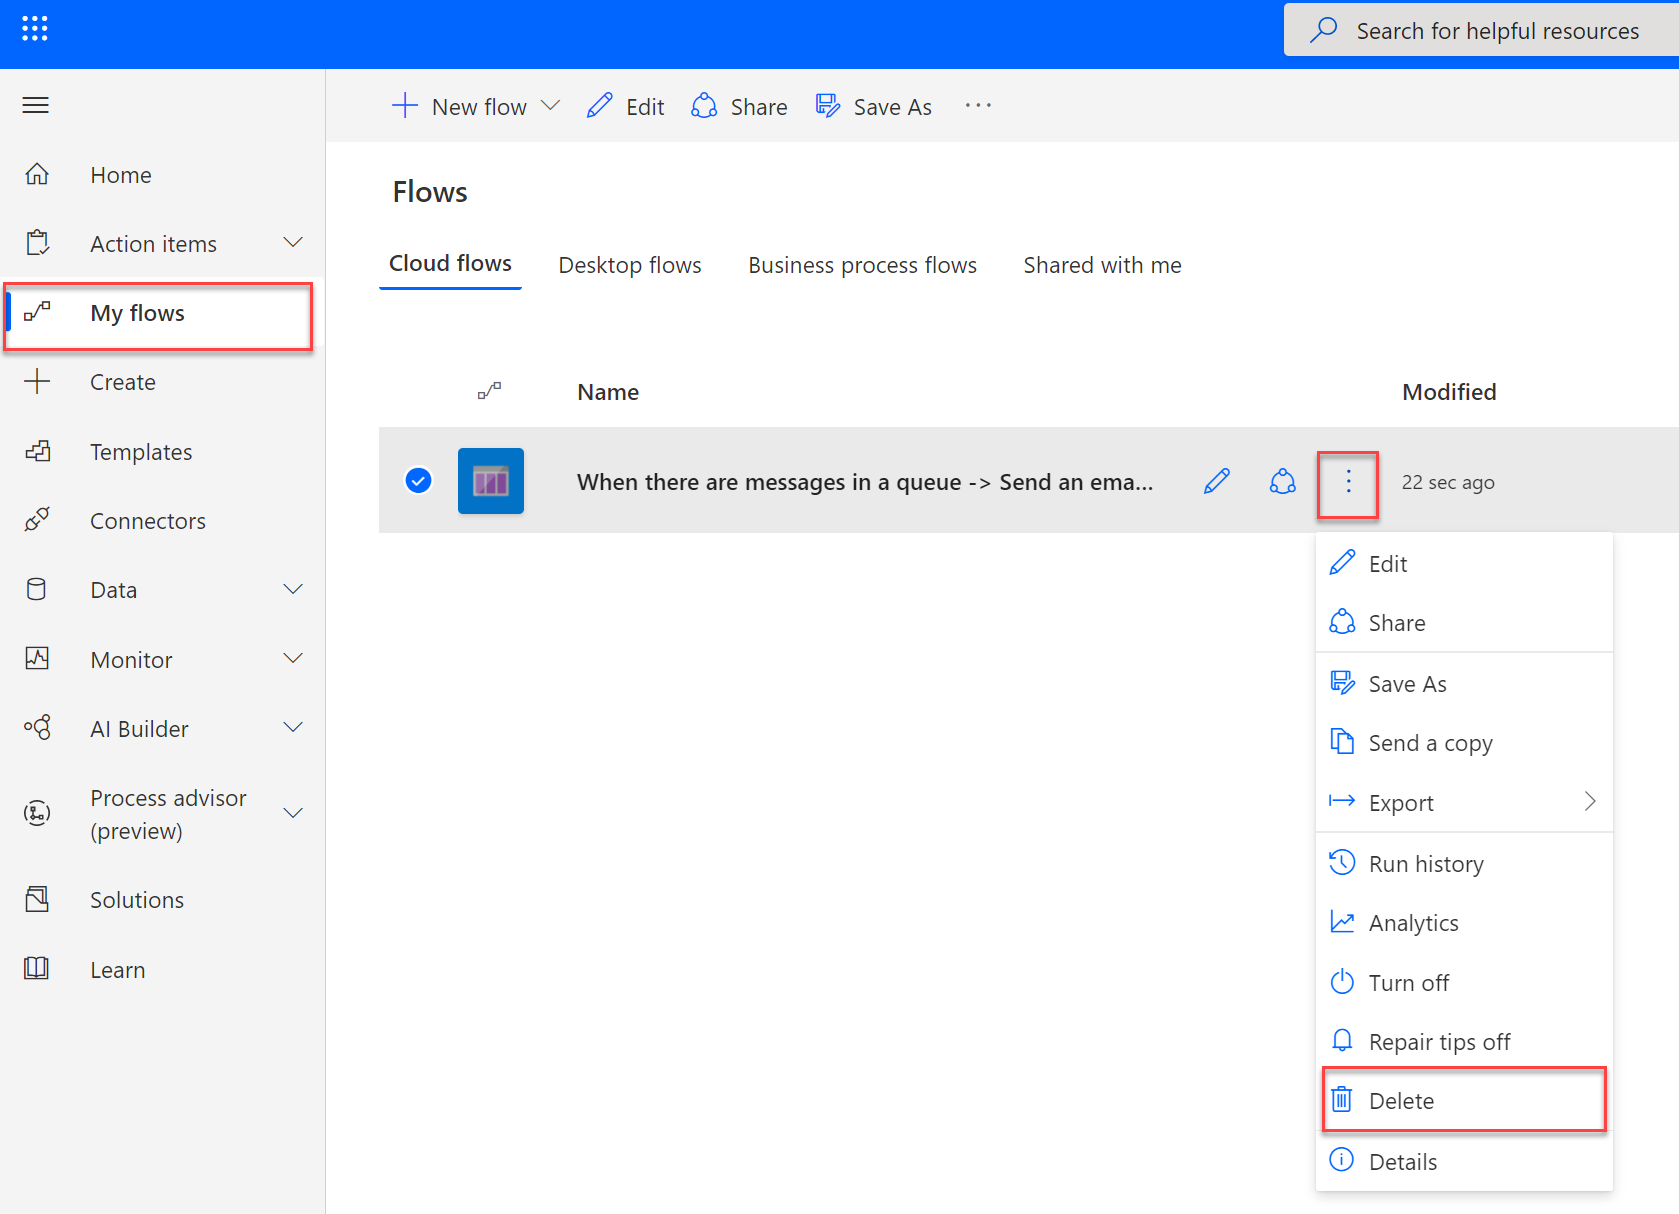 Search for helpful resources
New flow Edit Share Save As ···
Home
Action items
My flows
Create
Templates
Connectors
Data
Monitor
AI Builder
Process advisor
(preview)
Solutions
Learn
Flows
Cloud flows Desktop flows Business process flows Shared with me
Name Modified
When there are messages in a queue -> Send an ema... 22 sec ago
Edit
Share
Save As
Send a copy
Export
Run history
Analytics
Turn off
Repair tips off
Delete
Details